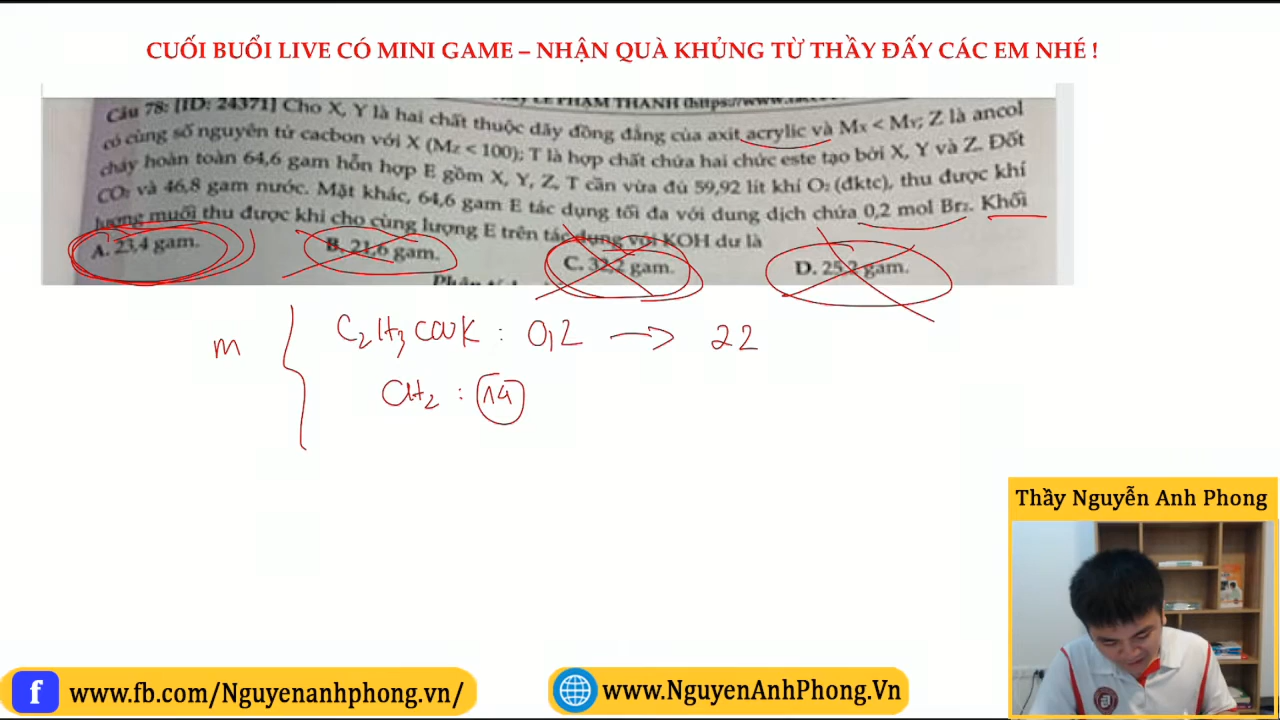 CUỐI BUỔI LIVE CÓ MINI GAME – NHẬN QUÀ KHỦNG TỪ THẦY ĐẤY CÁC EM NHÉ !
LÊ PHẠM THÀNH (https://www.
Câu 78: [ID: 24371] Cho X, Y là hai chất thuộc dãy đồng đẳng của axit acrylic và Mx < My; Z là ancol
có cùng số nguyên tử cacbon với X (Mz < 100); T là hợp chất chứa hai chức este tạo bởi X, Y và Z. Đốt
cháy hoàn toàn 64,6 gam hỗn hợp E gồm X, Y, Z, T cần vừa đủ 59,92 lít khí O₂ (đktc), thu được khí
CO₂ và 46,8 gam nước. Mặt khác, 64,6 gam E tác dụng tối đa với dung dịch chứa 0,2 mol Br₂. Khối
lượng muối thu được khi cho cùng lượng E trên tác dụng với KOH dư là
A. 23,4 gam. B. 21,6 gam. C. 32,2 gam. D. 25,2 gam.
m { C₂H₃COOK : 0,2 → 22
CH₂ : 14
Thầy Nguyễn Anh Phong
f www.fb.com/Nguyenanhphong.vn/
www.NguyenAnhPhong.Vn